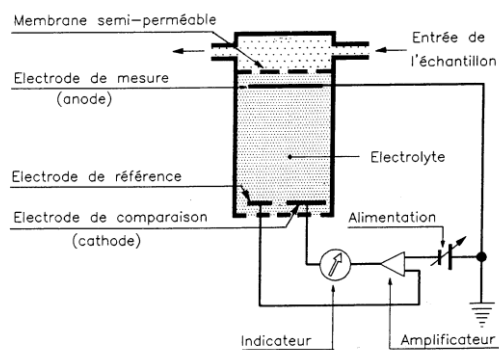 Membrane semi-perméable
Entrée de
l'échantillon
Electrode de mesure
(anode)
Electrolyte
Electrode de référence
Electrode de comparaison
(cathode)
Alimentation
Indicateur
Amplificateur